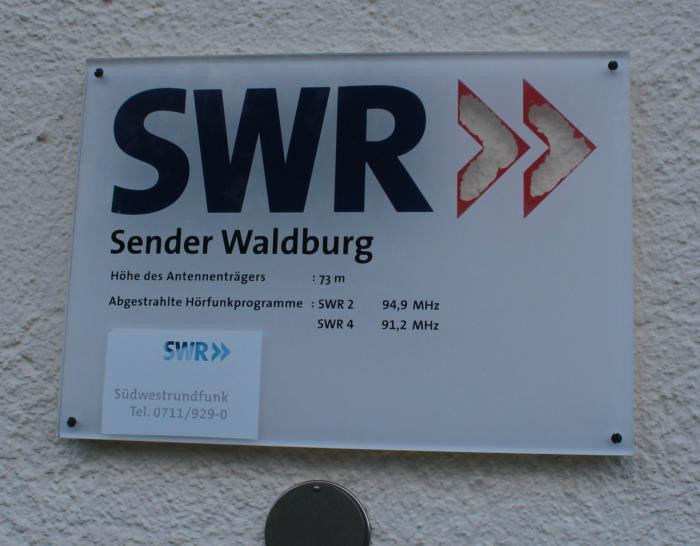 SWR
Sender Waldburg
Höhe des Antennenträgers : 73 m
Abgestrahlte Hörfunkprogramme : SWR 2 94,9 MHz
SWR 4 91,2 MHz
SWR
Südwestrundfunk
Tel. 0711/929-0